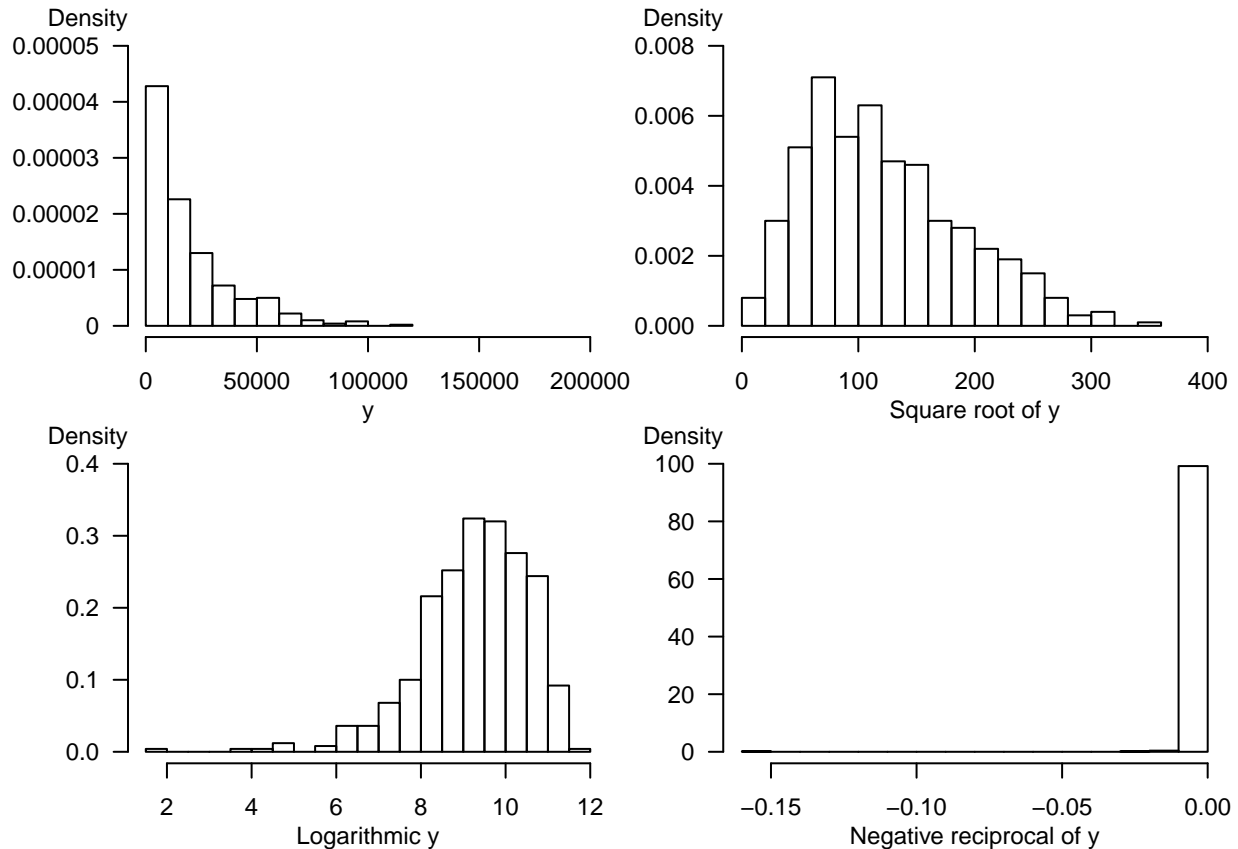 Density
0.00005
0.00004
0.00003
0.00002
0.00001
0
0 50000 100000 150000 200000
y
Density
0.008
0.006
0.004
0.002
0.000
0 100 200 300 400
Square root of y
Density
0.4
0.3
0.2
0.1
0.0
2 4 6 8 10 12
Logarithmic y
Density
100
80
60
40
20
0
−0.15 −0.10 −0.05 0.00
Negative reciprocal of y